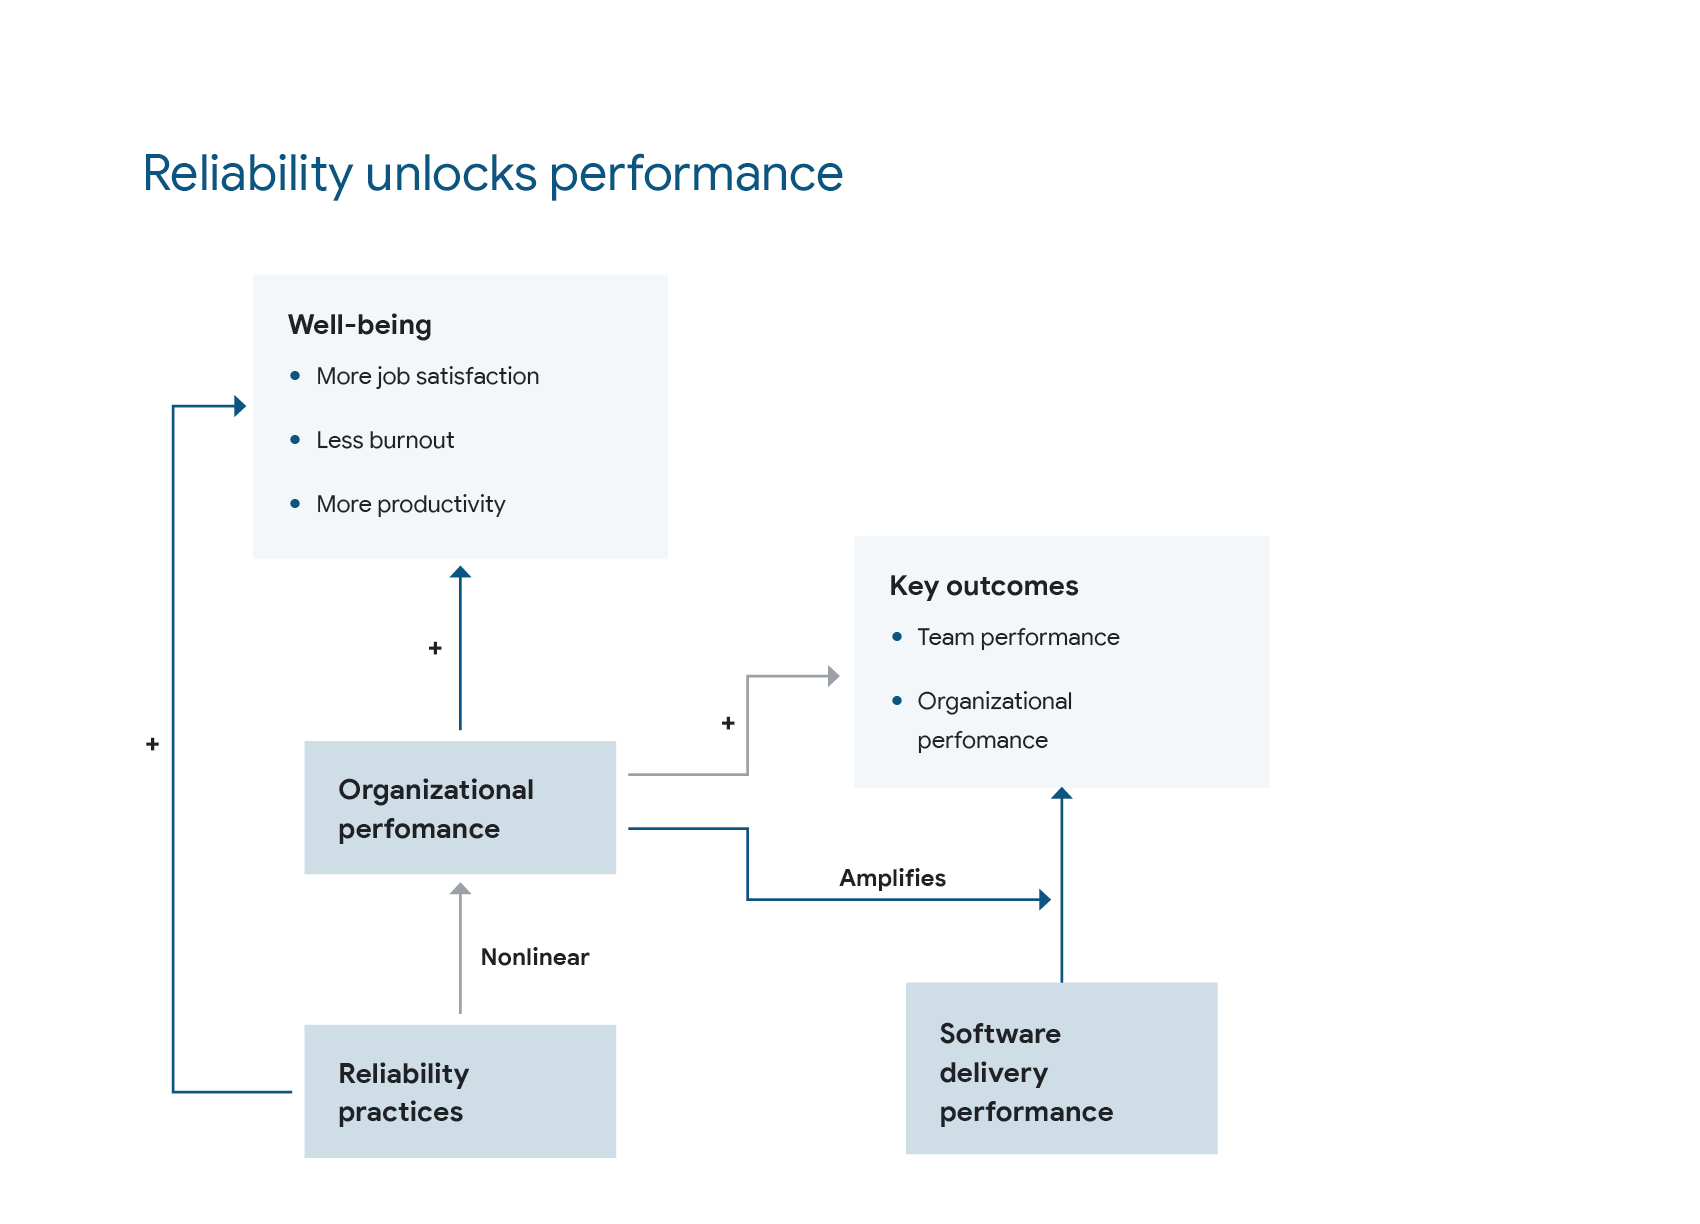 Reliability unlocks performance
Well-being
• More job satisfaction
• Less burnout
• More productivity
+
+
Organizational
perfomance
Nonlinear
Reliability
practices
+
Key outcomes
• Team performance
• Organizational
perfomance
Amplifies
Software
delivery
performance